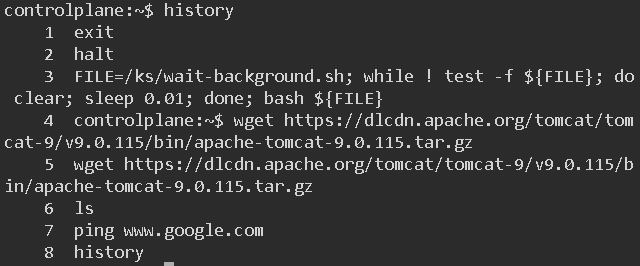 controlplane:~$ history
    1  exit
    2  halt
    3  FILE=/ks/wait-background.sh; while ! test -f ${FILE}; do
 clear; sleep 0.01; done; bash ${FILE}
    4  controlplane:~$ wget https://dlcdn.apache.org/tomcat/tom
cat-9/v9.0.115/bin/apache-tomcat-9.0.115.tar.gz
    5  wget https://dlcdn.apache.org/tomcat/tomcat-9/v9.0.115/b
in/apache-tomcat-9.0.115.tar.gz
    6  ls
    7  ping www.google.com
    8  history